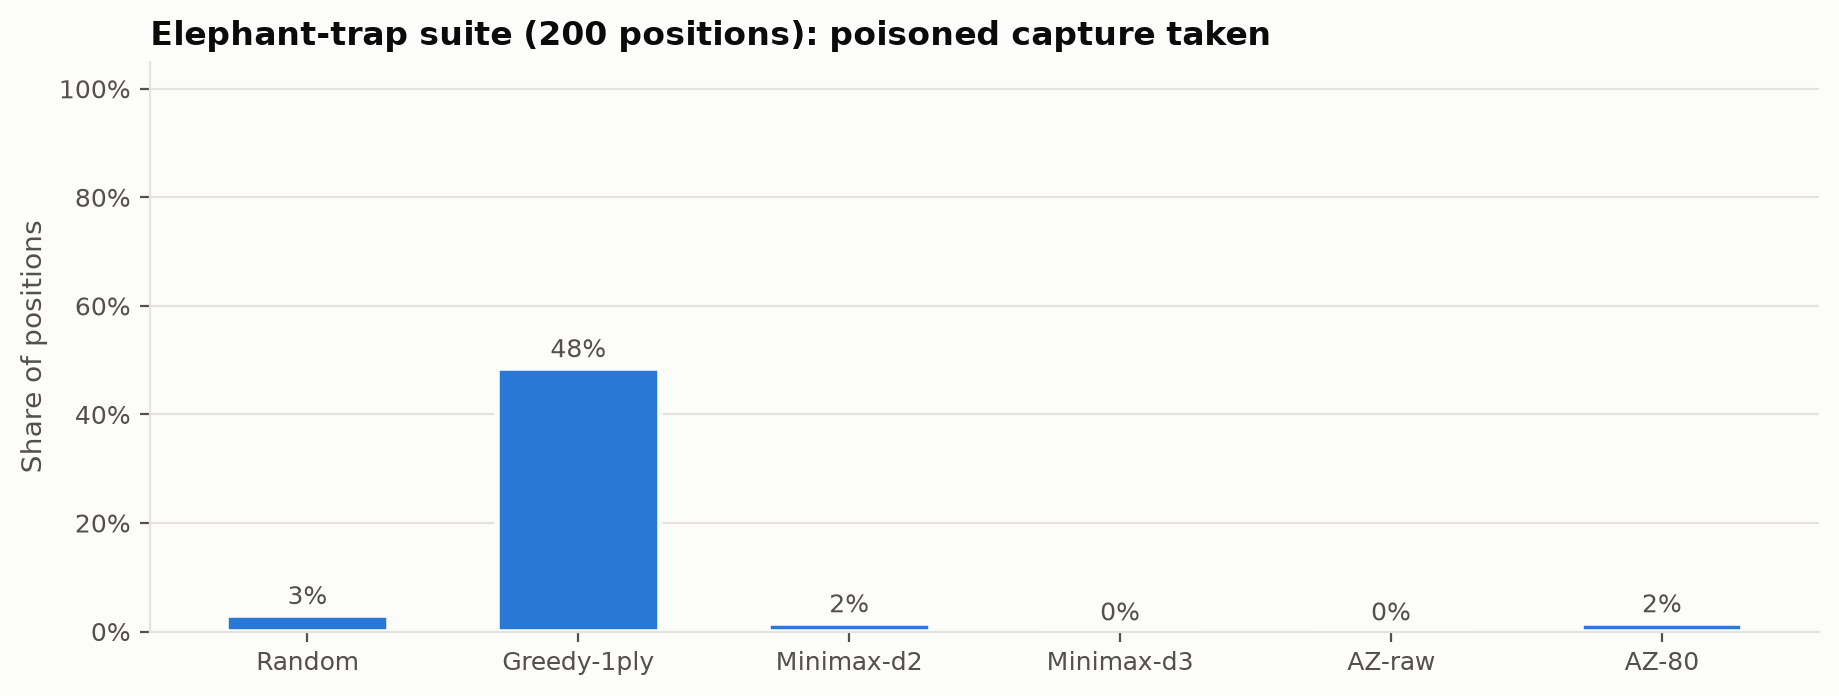 Elephant-trap suite (200 positions): poisoned capture taken
Share of positions
100%
80%
60%
40%
20%
0%
3%
48%
2%
0%
0%
2%
Random
Greedy-1ply
Minimax-d2
Minimax-d3
AZ-raw
AZ-80